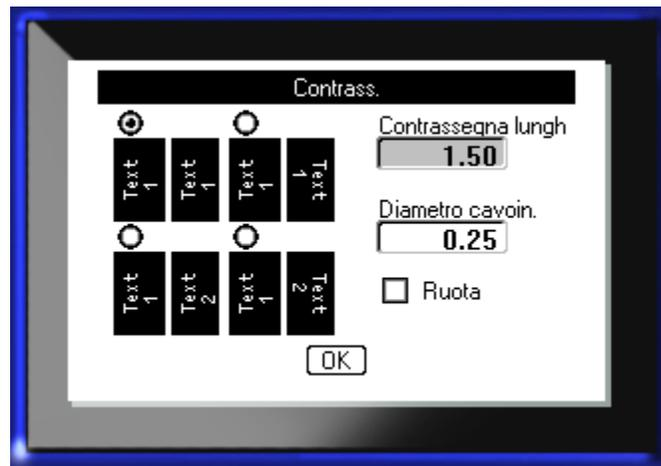 Contrass.
Text 1
Text 1
Text 1
Text 1
Contrassegna lungh
1.50
Diametro cavoin.
0.25
Text 1
Text 2
Text 1
Text 2
Ruota
OK